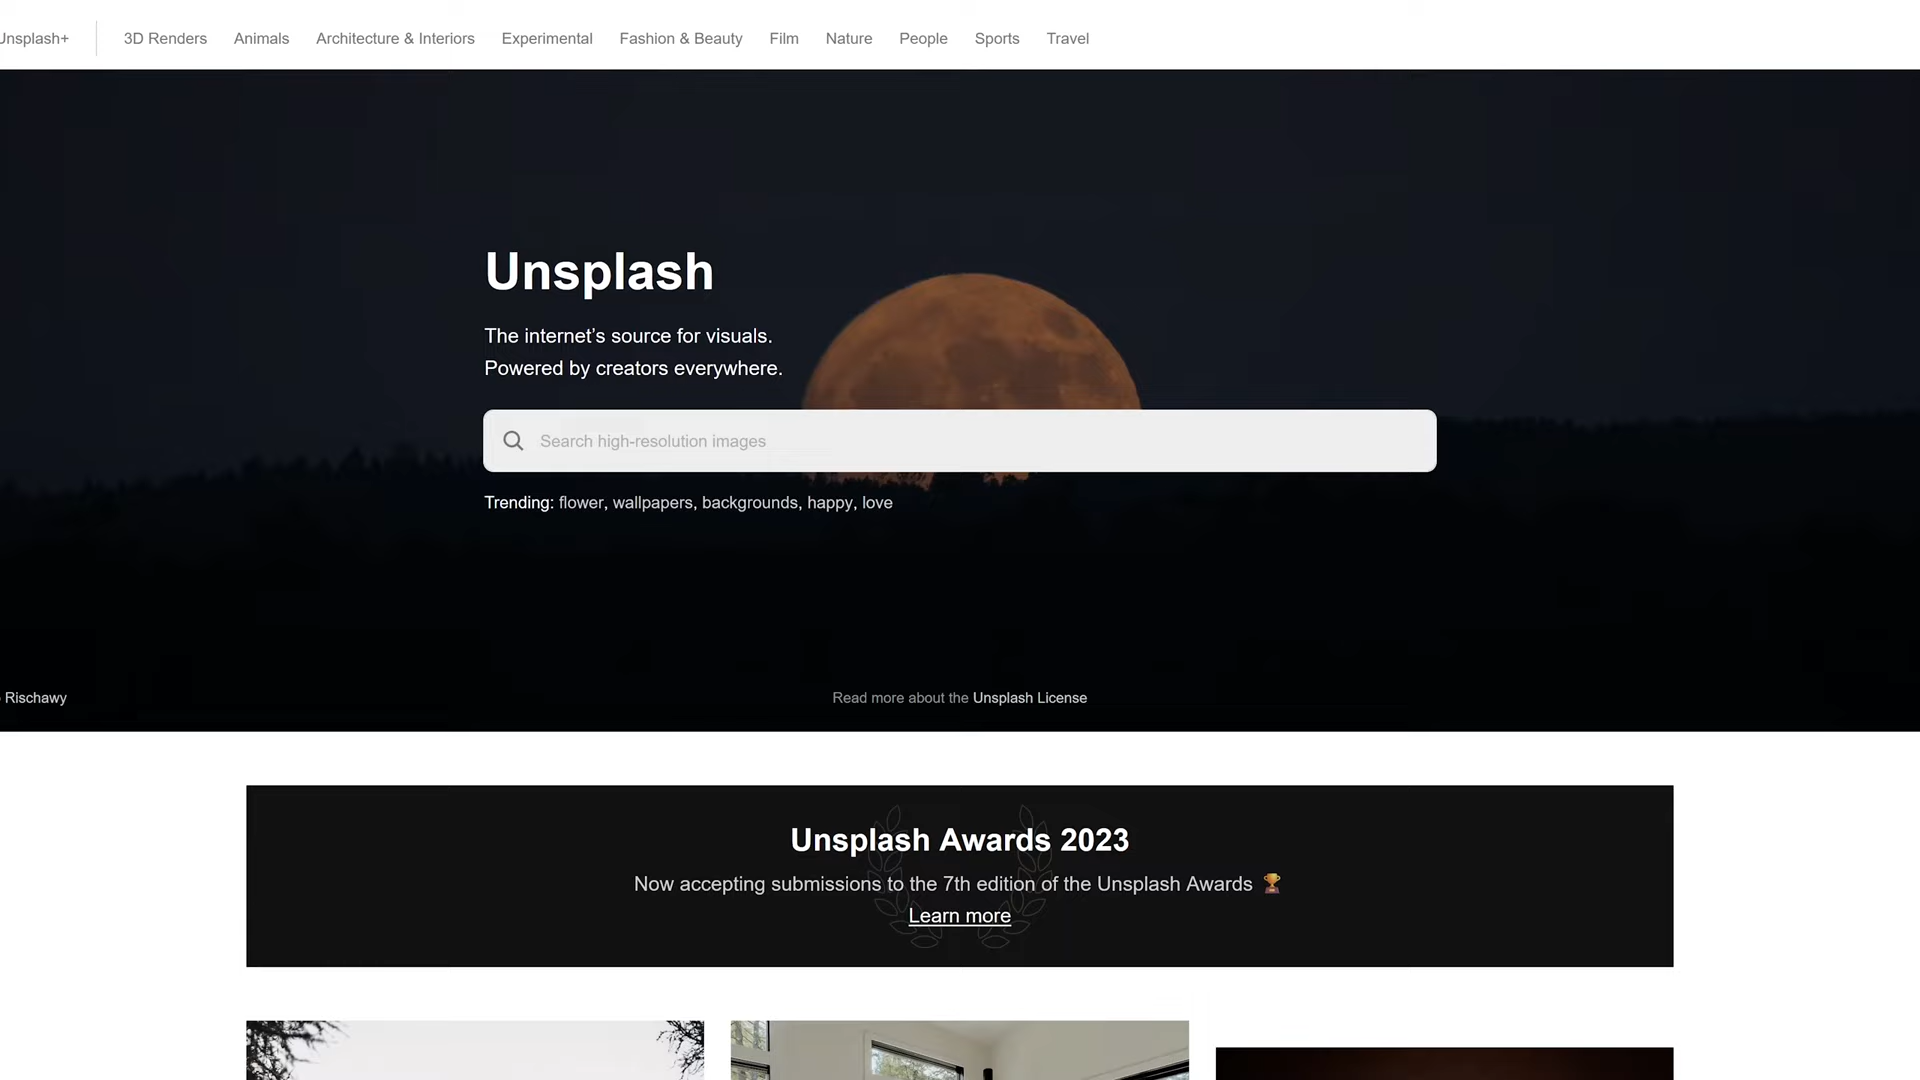 Unsplash+
3D Renders
Animals
Architecture & Interiors
Experimental
Fashion & Beauty
Film
Nature
People
Sports
Travel
Unsplash
The internet’s source for visuals.
Powered by creators everywhere.
Search high-resolution images
Trending: flower, wallpapers, backgrounds, happy, love
Rischawy
Read more about the Unsplash License
Unsplash Awards 2023
Now accepting submissions to the 7th edition of the Unsplash Awards 🏆
Learn more